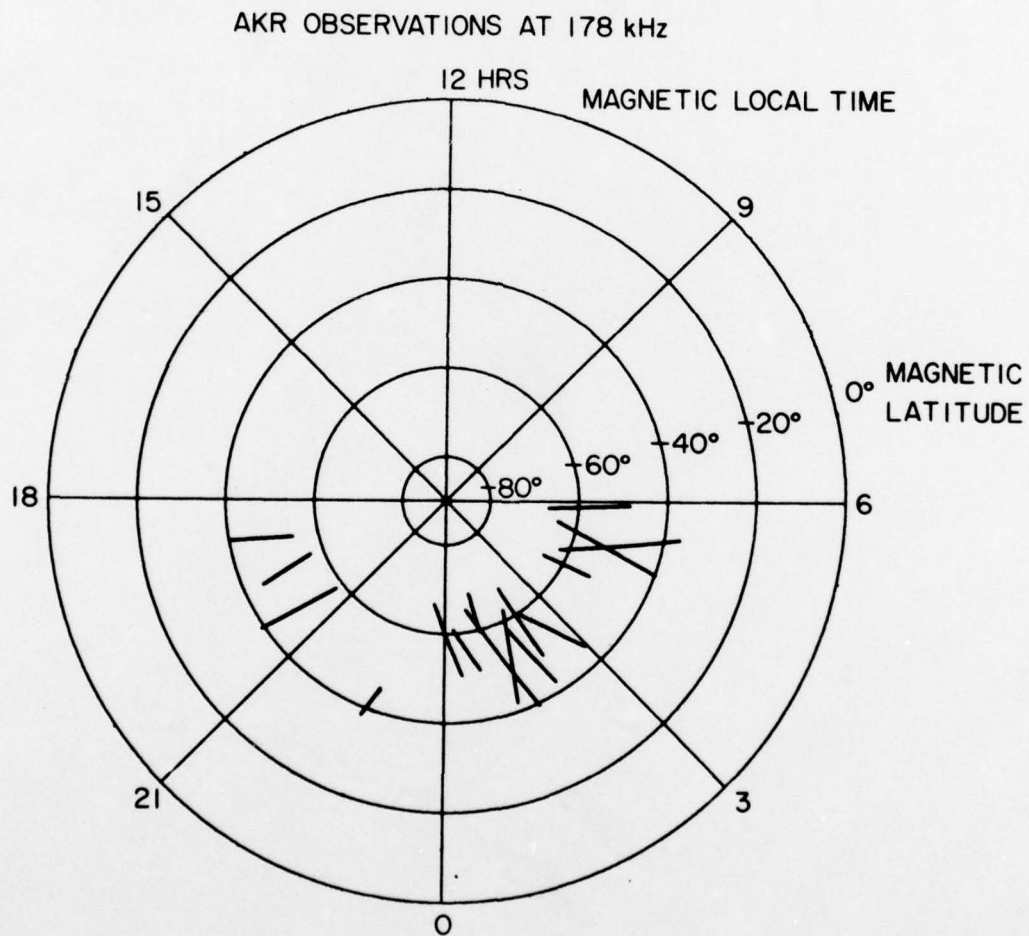 AKR OBSERVATIONS AT 178 kHz
12 HRS
MAGNETIC LOCAL TIME
15
9
0°
MAGNETIC
LATITUDE
20°
40°
60°
80°
18
6
21
3
0